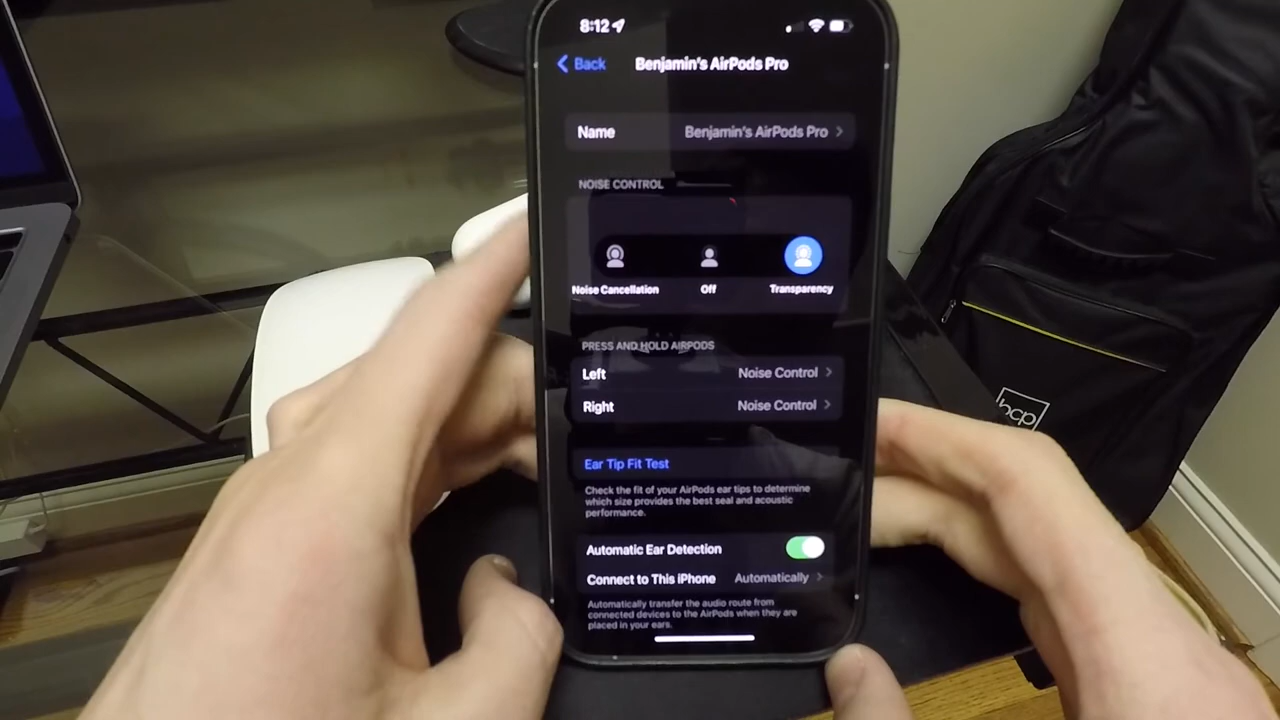 8:12
Back
Benjamin's AirPods Pro
Name
Benjamin's AirPods Pro
NOISE CONTROL
Noise Cancellation
Off
Transparency
PRESS AND HOLD AIRPODS
Left
Noise Control
Right
Noise Control
Ear Tip Fit Test
Check the fit of your AirPods ear tips to determine
which size provides the best seal and acoustic
performance.
Automatic Ear Detection
Connect to This iPhone
Automatically
Automatically transfer the audio route from
connected devices to the AirPods when they are
placed in your ears.
hcp